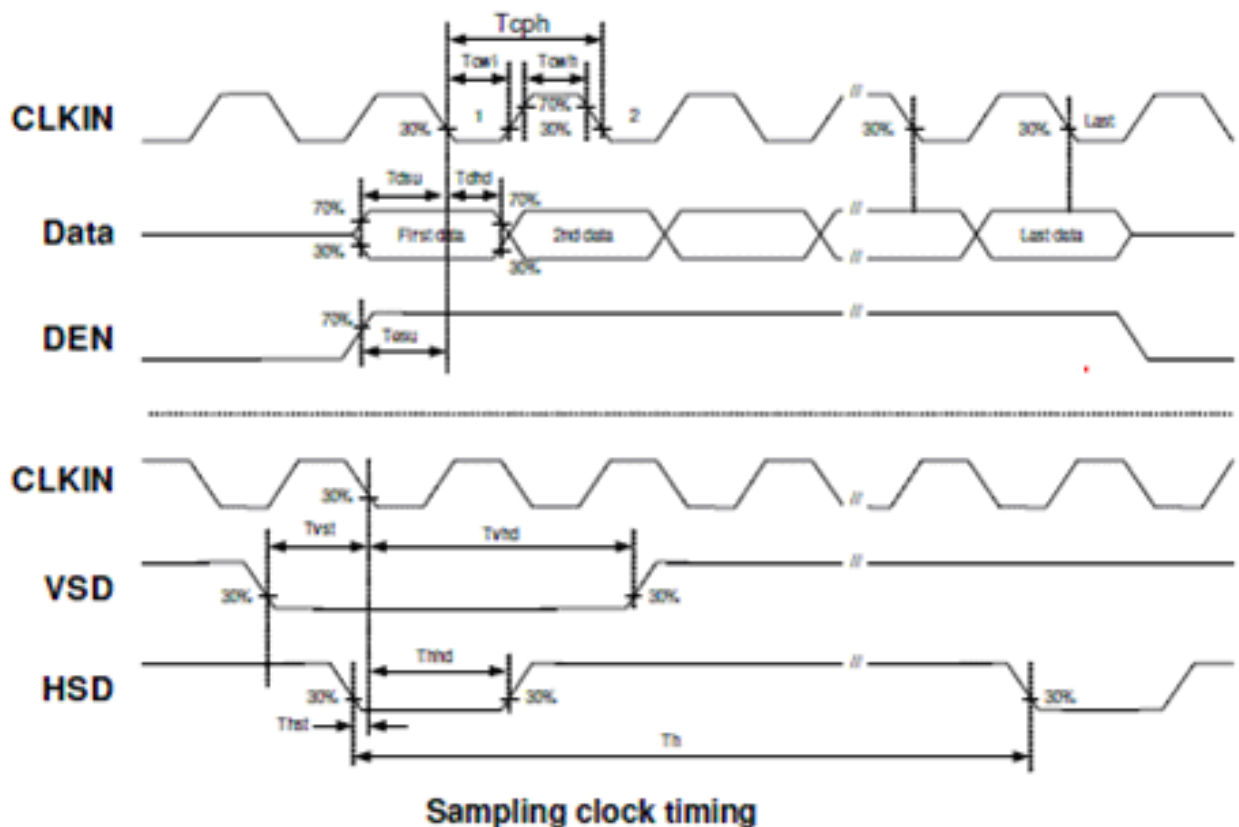 Tcph
Tcwl Tcwh
CLKIN 30% 1 70% 30% 2 // 30% 30% Last
Tdsu Tdhd
70% 70%
Data First data 2nd data // Last data
30% 30%
70% //
DEN Tesu
CLKIN 30% //
Tvst Tvhd
VSD 30% 30% //
Thhd
HSD 30% 30% // 30%
Thst
Th
Sampling clock timing